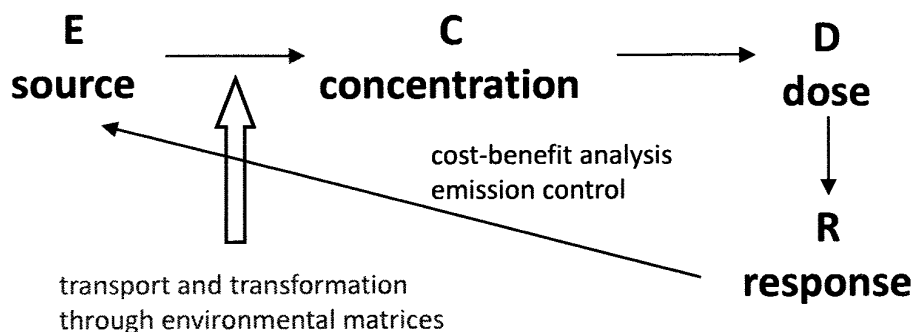 E
source
C
concentration
D
dose
cost-benefit analysis
emission control
R
response
transport and transformation
through environmental matrices